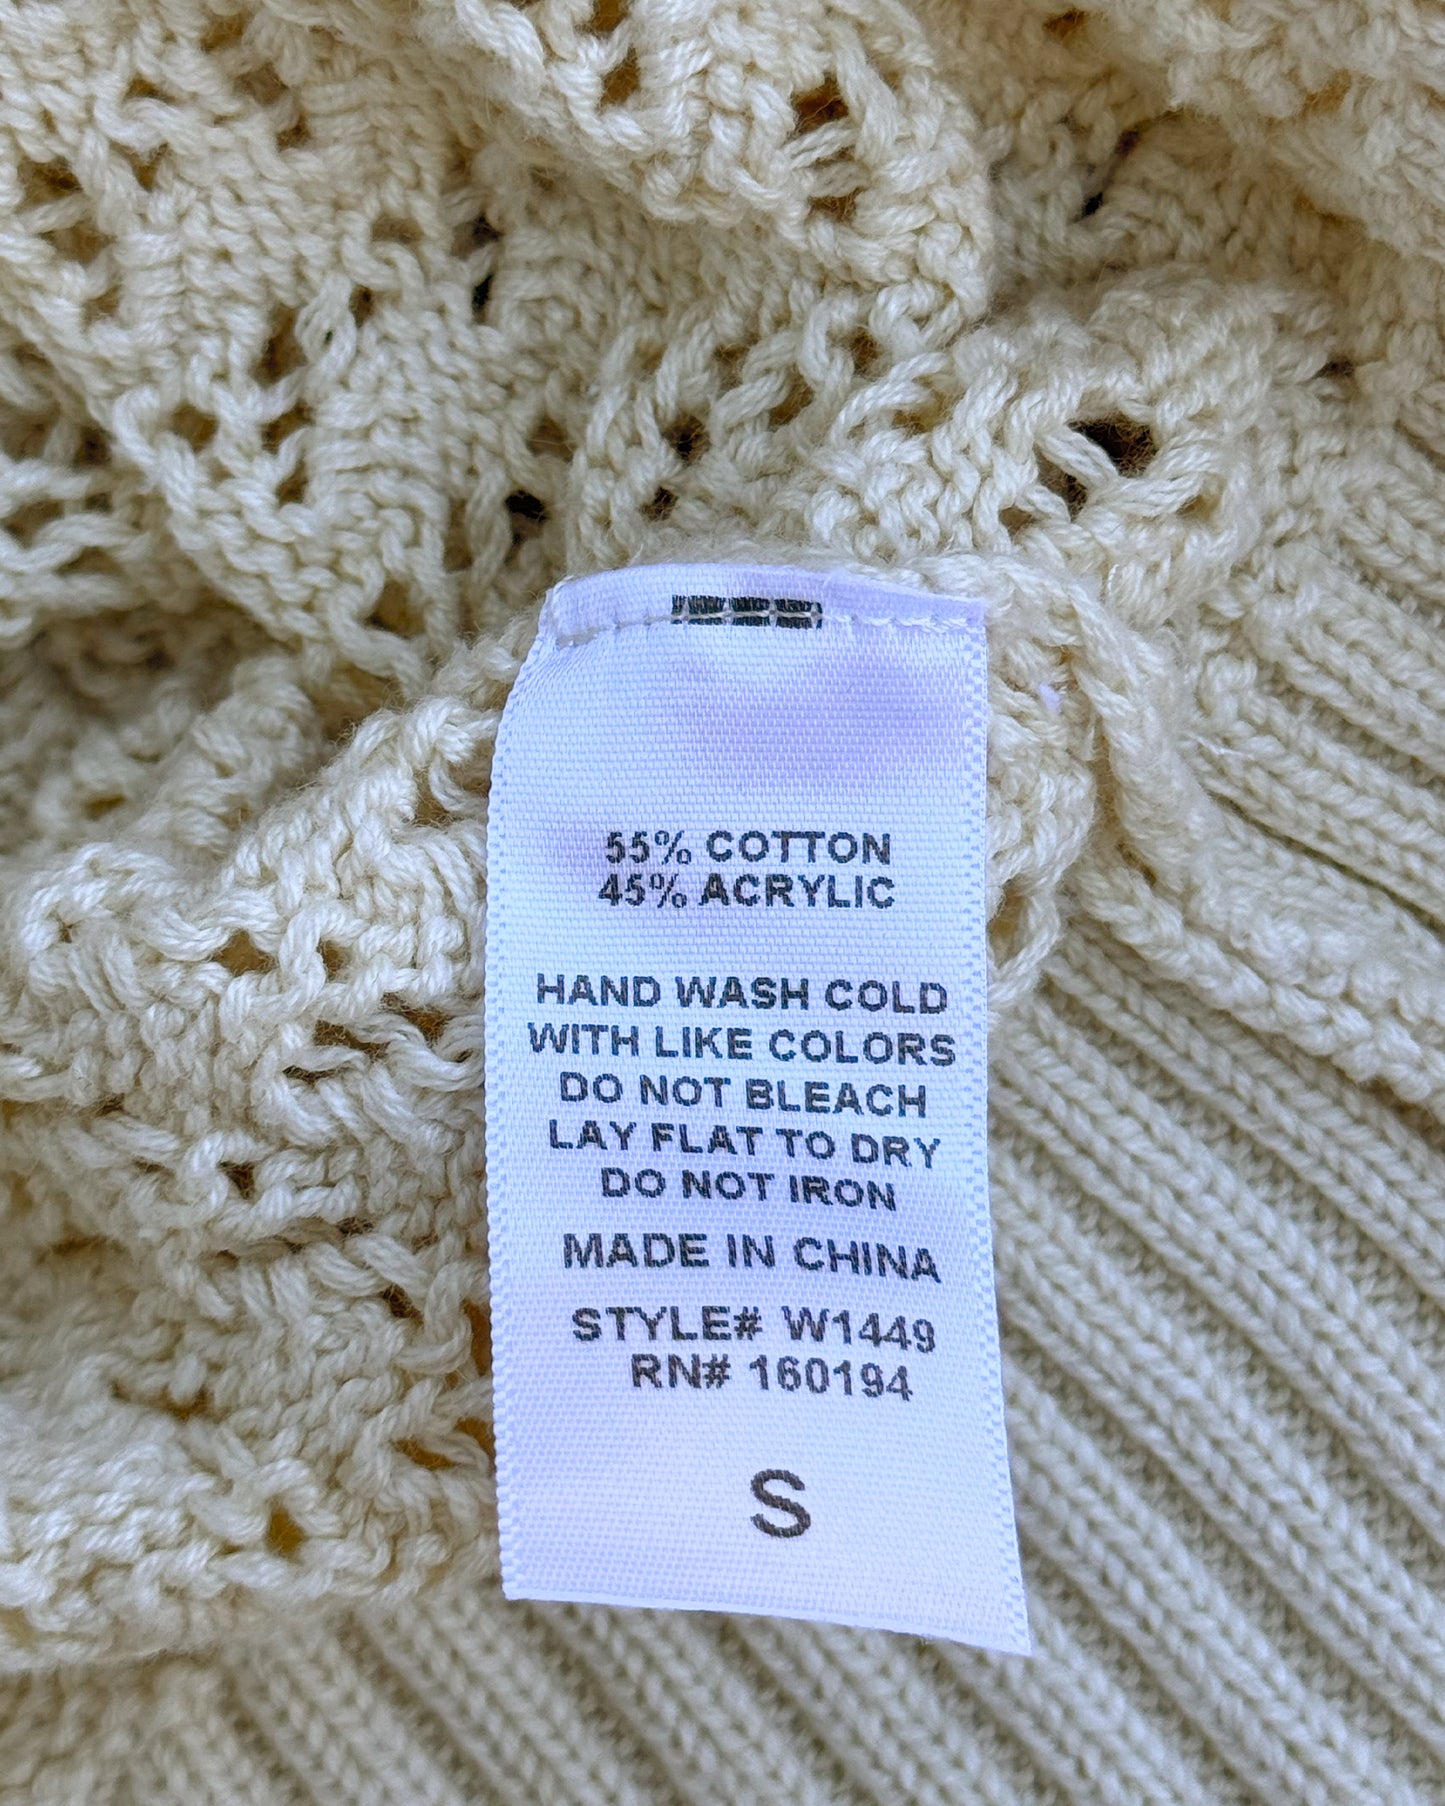 55% COTTON
45% ACRYLIC
HAND WASH COLD
WITH LIKE COLORS
DO NOT BLEACH
LAY FLAT TO DRY
DO NOT IRON
MADE IN CHINA
STYLE# W1449
RN# 160194
S